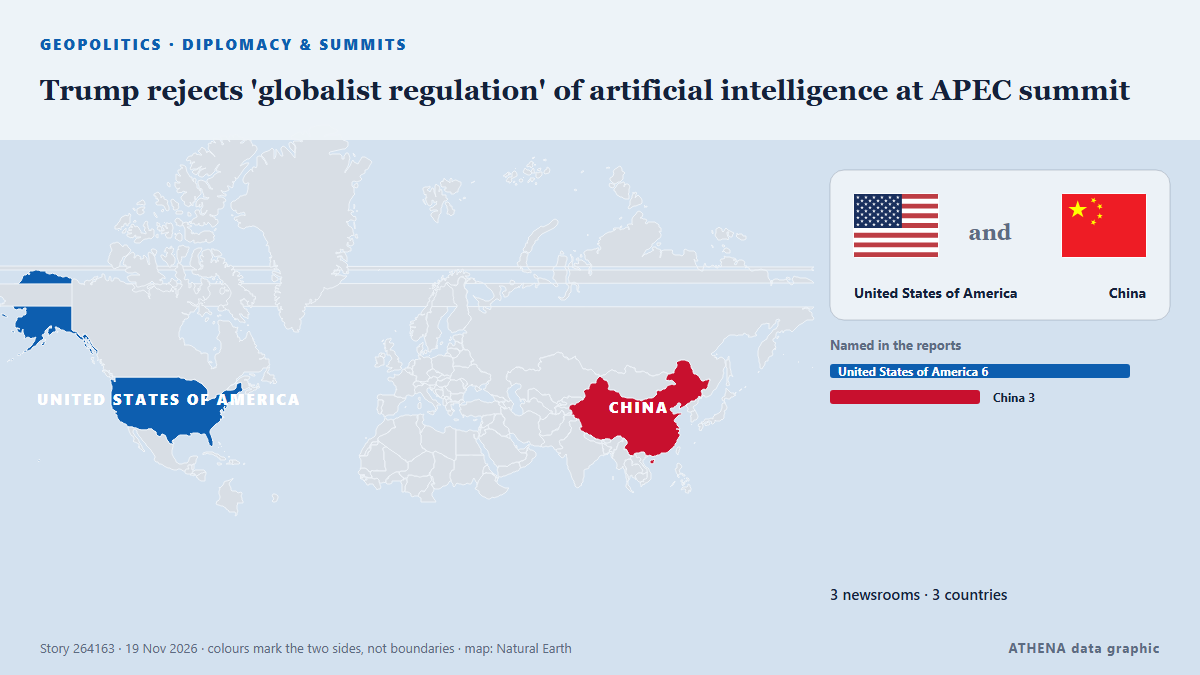 GEOPOLITICS · DIPLOMACY & SUMMITS
Trump rejects 'globalist regulation' of artificial intelligence at APEC summit
UNITED STATES OF AMERICA
CHINA
and
United States of America
China
Named in the reports
United States of America 6
China 3
3 newsrooms · 3 countries
Story 264163 · 19 Nov 2026 · colours mark the two sides, not boundaries · map: Natural Earth
ATHENA data graphic